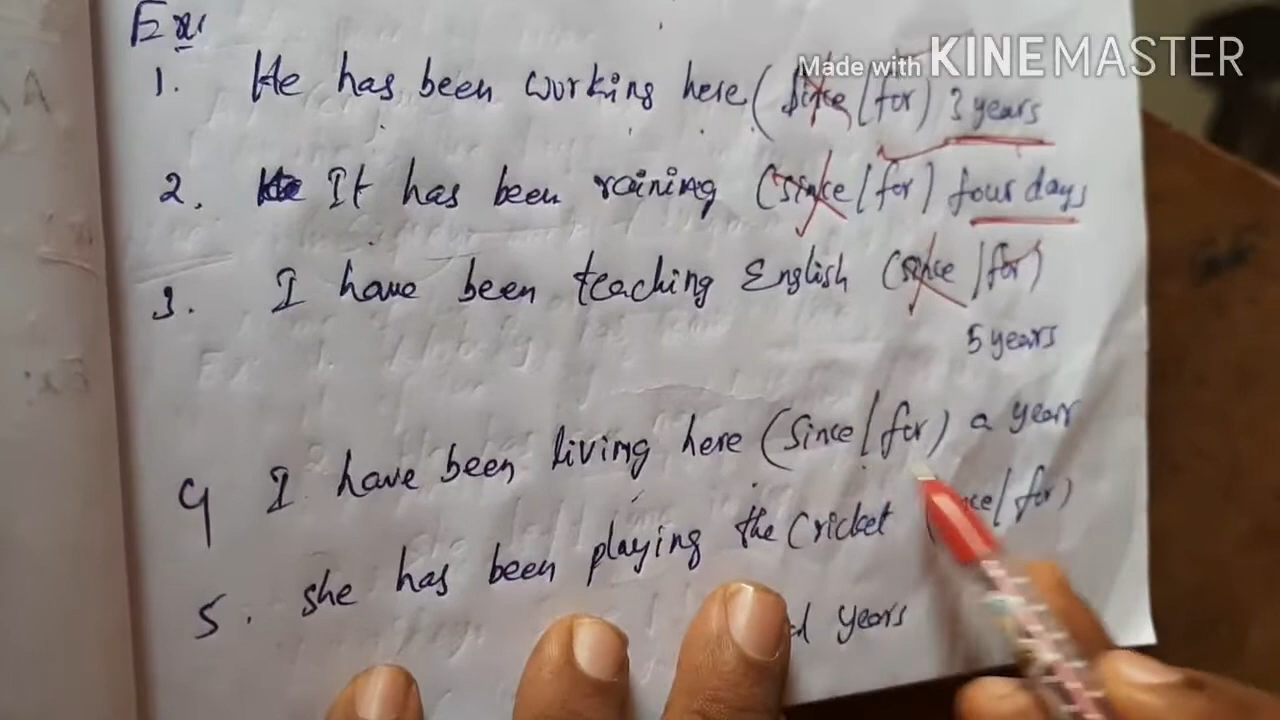 Made with KINEMASTER
Ex:
1. He has been working here (since/for) 3 years
2. It has been raining (since/for) four days
3. I have been teaching English (since/for)
5 years
4 I have been living here (since/for) a year
5. she has been playing the cricket /for)
years